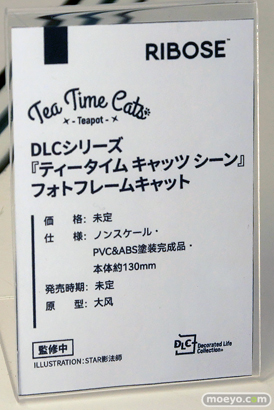 RIBOSE™
Tea Time Cats
- Teapot -
DLCシリーズ
『ティータイム キャッツ シーン』
フォトフレームキャット
価　　格：未定
仕　　様：ノンスケール・
PVC&ABS塗装完成品・
本体約130mm
発売時期：未定
原　　型：大风
監修中
ILLUSTRATION：STAR影法师
DLC Decorated Life
Collection™
moeyo.com